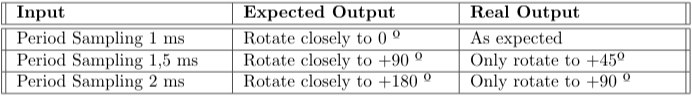 Input Expected Output Real Output
Period Sampling 1 ms Rotate closely to 0 º As expected
Period Sampling 1,5 ms Rotate closely to +90 º Only rotate to +45º
Period Sampling 2 ms Rotate closely to +180 º Only rotate to +90 º